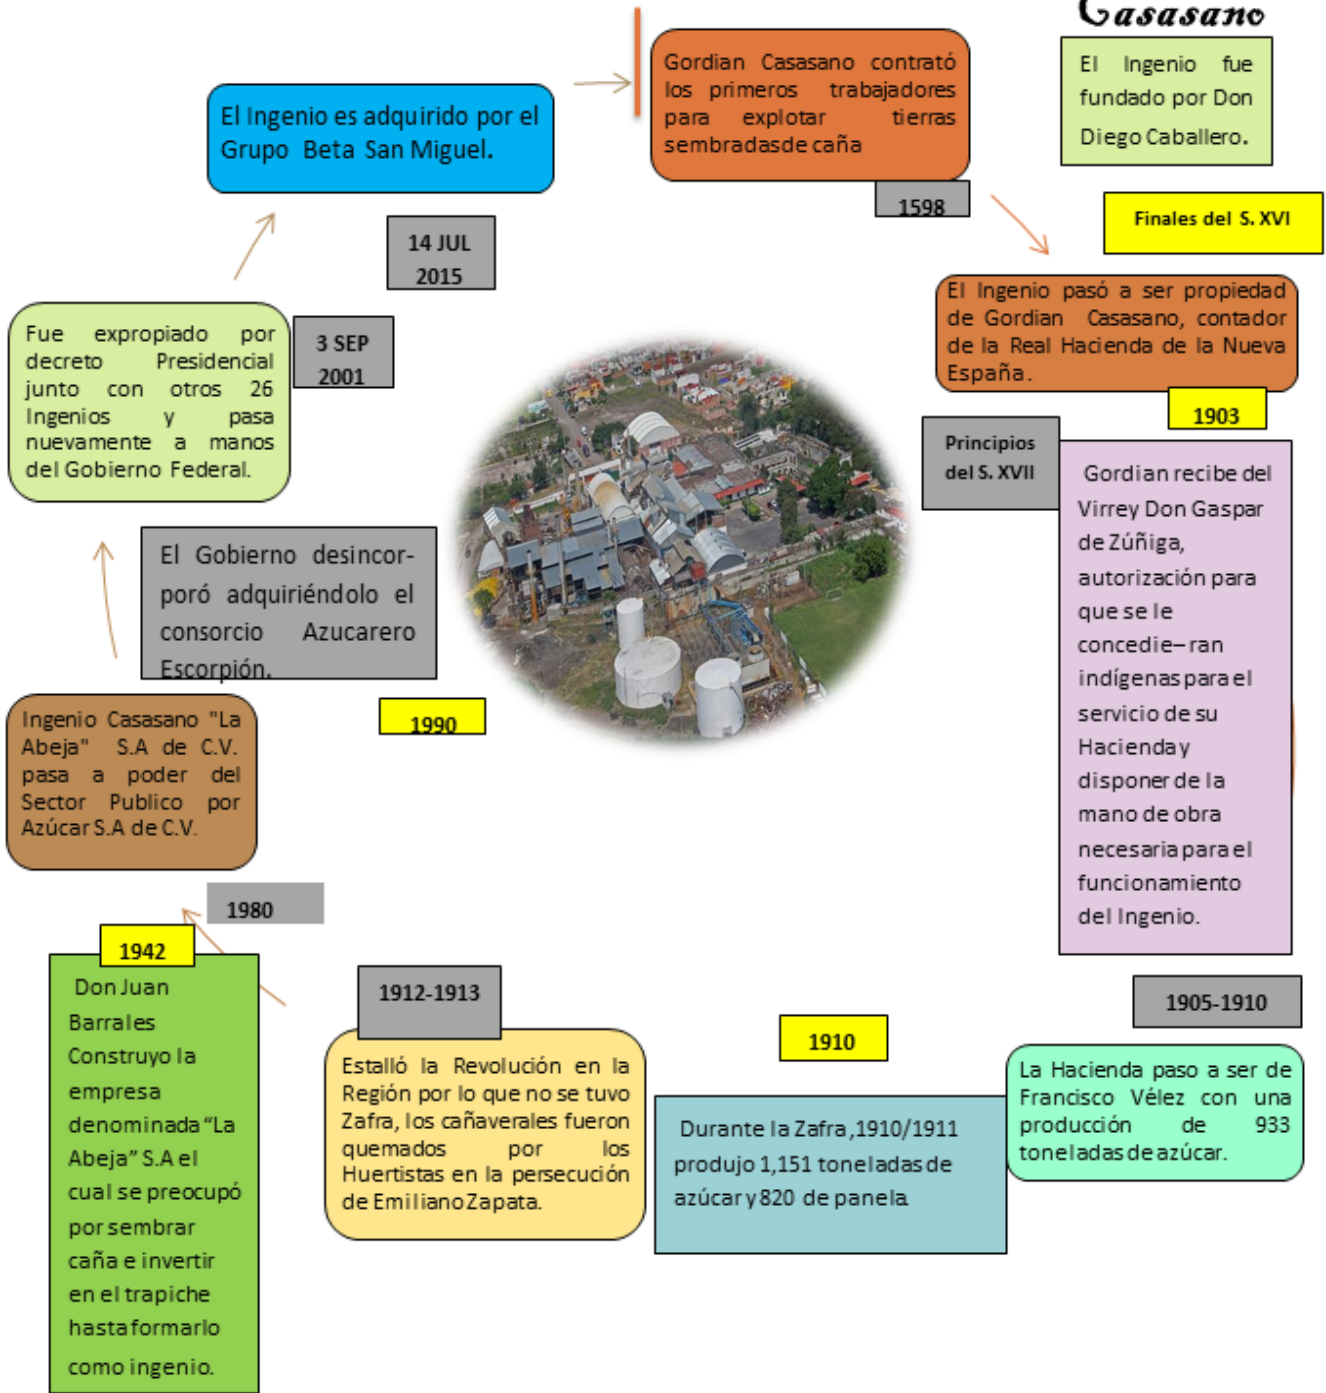 Casasano
El Ingenio fue
fundado por Don
Diego Caballero.
Finales del S. XVI
Gordian Casasano contrató
los primeros trabajadores
para explotar tierras
sembradasde caña
1598
El Ingenio pasó a ser propiedad
de Gordian Casasano, contador
de la Real Hacienda de la Nueva
España.
Principios
del S. XVII
1903
Gordian recibe del
Virrey Don Gaspar
de Zúñiga,
autorización para
que se le
concedie–ran
indígenas para el
servicio de su
Hacienda y
disponer de la
mano de obra
necesaria para el
funcionamiento
del Ingenio.
1905-1910
La Hacienda paso a ser de
Francisco Vélez con una
producción de 933
toneladas de azúcar.
1910
Durante la Zafra ,1910/1911
produjo 1,151 toneladas de
azúcar y 820 de panela.
1912-1913
Estalló la Revolución en la
Región por lo que no se tuvo
Zafra, los cañaverales fueron
quemados por los
Huertistas en la persecución
de Emiliano Zapata.
1942
Don Juan
Barrales
Construyo la
empresa
denominada “La
Abeja” S.A el
cual se preocupó
por sembrar
caña e invertir
en el trapiche
hasta formarlo
como ingenio.
1980
Ingenio Casasano "La
Abeja" S.A de C.V.
pasa a poder del
Sector Publico por
Azúcar S.A de C.V.
1990
El Gobierno desincor-
poró adquiriéndolo el
consorcio Azucarero
Escorpión.
3 SEP
2001
Fue expropiado por
decreto Presidencial
junto con otros 26
Ingenios y pasa
nuevamente a manos
del Gobierno Federal.
14 JUL
2015
El Ingenio es adquirido por el
Grupo Beta San Miguel.